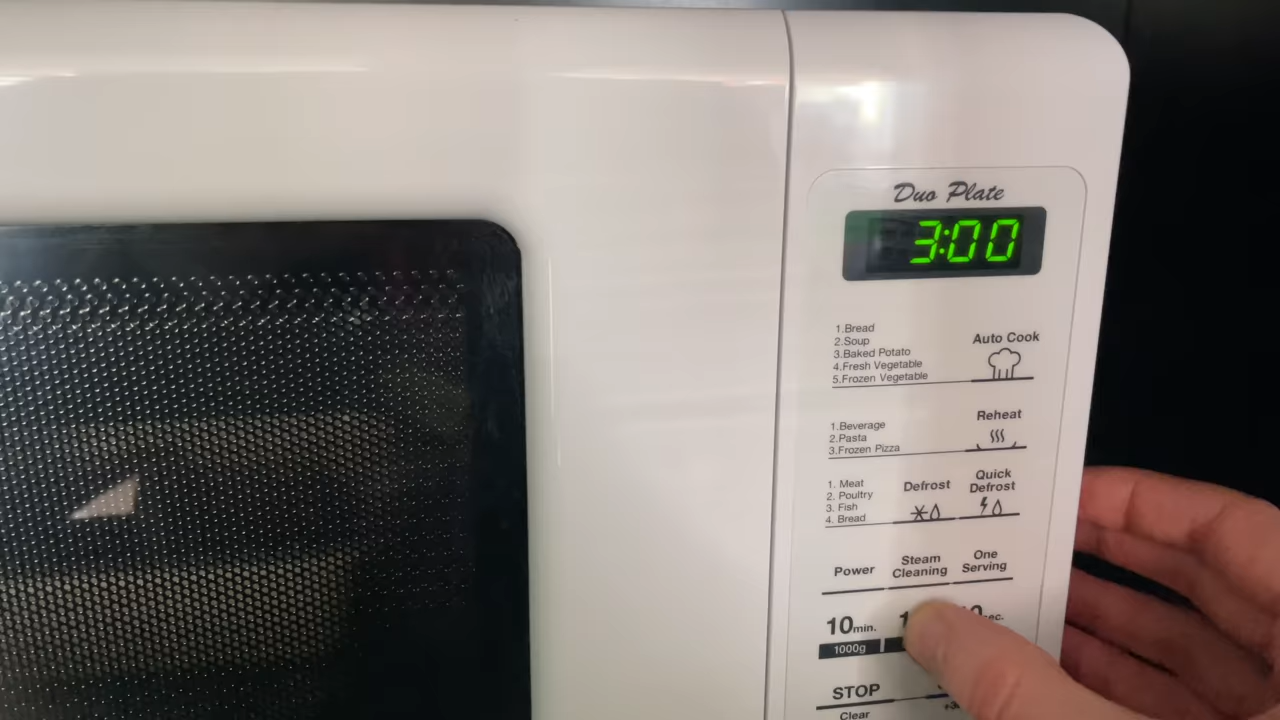 Duo Plate
3:00
1.Bread
2.Soup
3.Baked Potato
4.Fresh Vegetable
5.Frozen Vegetable
Auto Cook
1.Beverage
2.Pasta
3.Frozen Pizza
Reheat
1. Meat
2. Poultry
3. Fish
4. Bread
Defrost
Quick
Defrost
Power
Steam
Cleaning
One
Serving
10min.
1000g
STOP
Clear